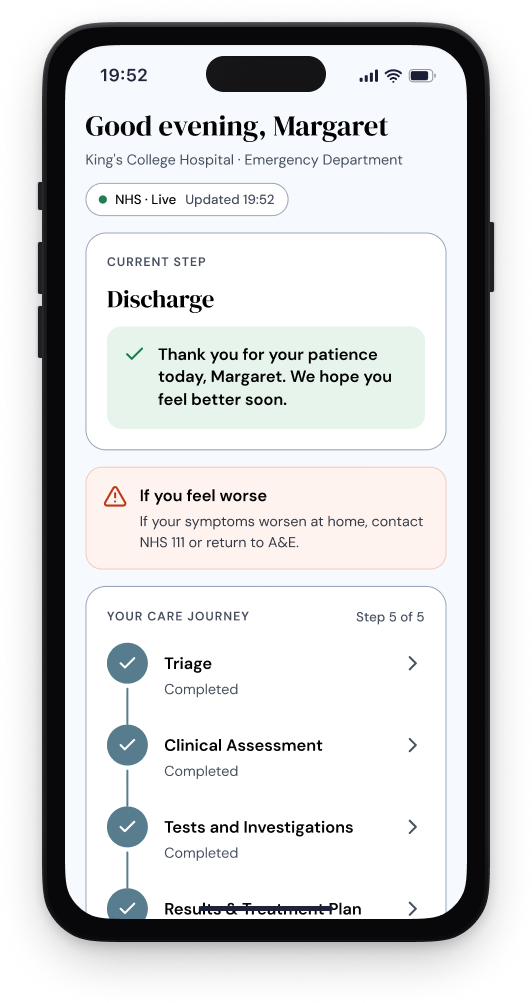 19:52
Good evening, Margaret
King's College Hospital · Emergency Department
NHS · Live Updated 19:52
CURRENT STEP
Discharge
Thank you for your patience
today, Margaret. We hope you
feel better soon.
If you feel worse
If your symptoms worsen at home, contact
NHS 111 or return to A&E.
YOUR CARE JOURNEY Step 5 of 5
Triage
Completed
Clinical Assessment
Completed
Tests and Investigations
Completed
Results & Treatment Plan